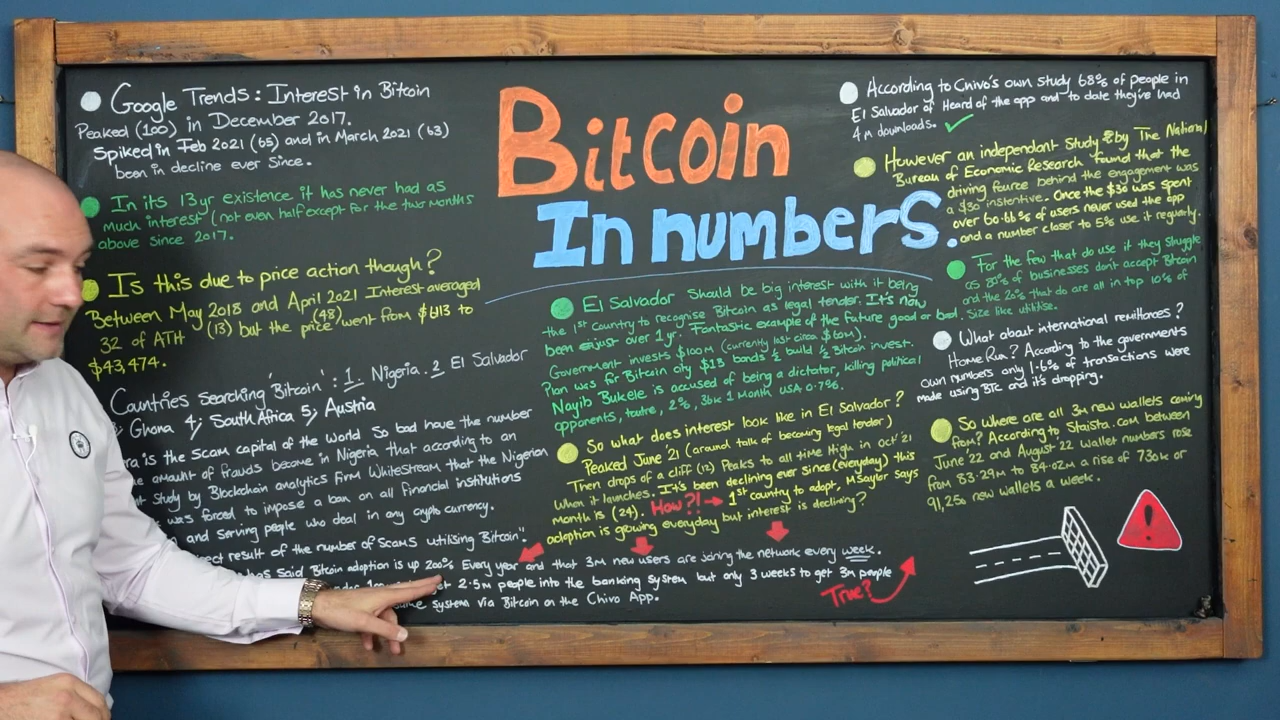 Google Trends : Interest in Bitcoin
Peaked (100) in December 2017.
Spiked in Feb 2021 (65) and in March 2021 (63)
been in decline ever since.
In its 13yr existence it has never had as
much interest (not even half except for the two months
above since 2017.
Is this due to price action though?
Between May 2018 and April 2021 Interest averaged
(48)
32 of ATH (13) but the price went from $6,113 to
$43,474.
Countries searching 'Bitcoin' : 1, Nigeria. 2 El Salvador
Ghana 4, South Africa 5, Austria
is the scam capital of the World. So bad have the number
amount of frauds become in Nigeria that according to an
study by Blockchain analytics firm Whitestream that the Nigerian
was forced to impose a loan on all financial institutions
and serving people who deal in any crypto currency.
result of the number of scams utilising Bitcoin."
has said Bitcoin adoption is up 200% Every year and that 3M new users are joining the network every week.
2.5m people into the banking system but only 3 weeks to get 3m people
system via Bitcoin on the Chivo App.
True?
Bitcoin
In numbers.
El Salvador should be big interest with it being
the 1st country to recognise Bitcoin as legal tender. It's now
been just over 1yr. Fantastic example of the future good or bad.
Government invests $100M (currently last circa $60M).
Plan was for Bitcoin city $1B bonds ½ build ½ Bitcoin invest.
Nayib Bukele is accused of being a dictator, killing political
opponents, toutre, 2%, 36k 1 Month USA 0.7%.
So what does interest look like in El Salvador?
Peaked June '21 (around talk of becoming legal tender)
Then drops of a cliff (12) Peaks to all time High in Oct '21
When it launches. It's been declining ever since (everyday) this
month is (24). How?! → 1st country to adopt, MSaylor says
adoption is growing everyday but interest is declining?
According to Chivo's own study 68% of people in
El Salvador of Heard of the app and to date they've had
4m downloads. ✓
However an independant Study by The National
Bureau of Economic Research found that the
driving fource behind the engagement was
a $30 instentive. Once the $30 was spent
over 60.66% of users never used the app
and a number closer to 5% use it regularly.
For the few that do use it they struggle
as 80% of businesses don't accept Bitcoin
and the 20% that do are all in top 10% of
Size like utilitise.
What about international remittances?
Home Run? According to the governments
own numbers only 1.6% of transactions were
made using BTC and it's dropping.
So where are all 3m new wallets coming
from? According to Staista.com between
June '22 and August '22 Wallet numbers rose
from 83.29m to 84.02m a rise of 730k or
91,250 new wallets a week.
!